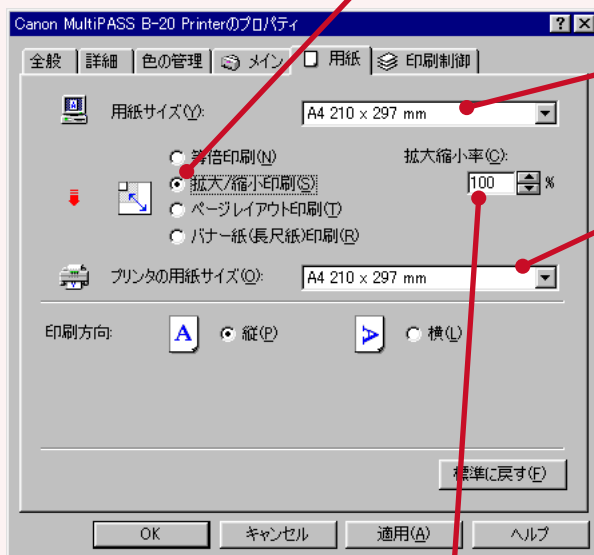 Canon MultiPASS B-20 Printerのプロパティ
全般 詳細 色の管理 メイン 用紙 印刷制御
用紙サイズ(Y): A4 210 x 297 mm
等倍印刷(N) 拡大縮小率(C):
拡大/縮小印刷(S) 100 %
ページレイアウト印刷(T)
バナー紙(長尺紙)印刷(R)
プリンタの用紙サイズ(O): A4 210 x 297 mm
印刷方向: A 縦(P) A 横(L)
標準に戻す(F)
OK キャンセル 適用(A) ヘルプ